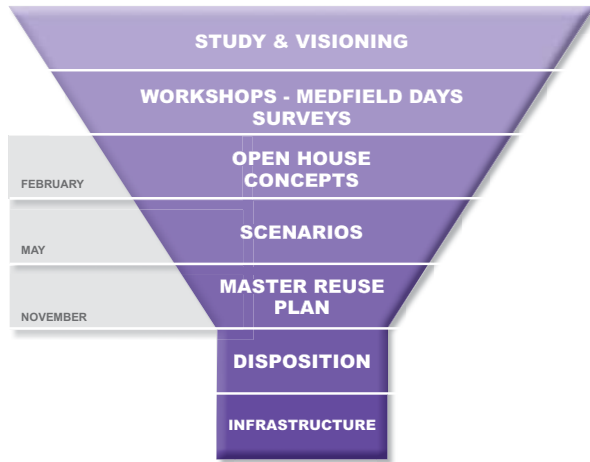 STUDY & VISIONING
WORKSHOPS - MEDFIELD DAYS
SURVEYS
OPEN HOUSE
CONCEPTS
FEBRUARY
SCENARIOS
MAY
MASTER REUSE
PLAN
NOVEMBER
DISPOSITION
INFRASTRUCTURE